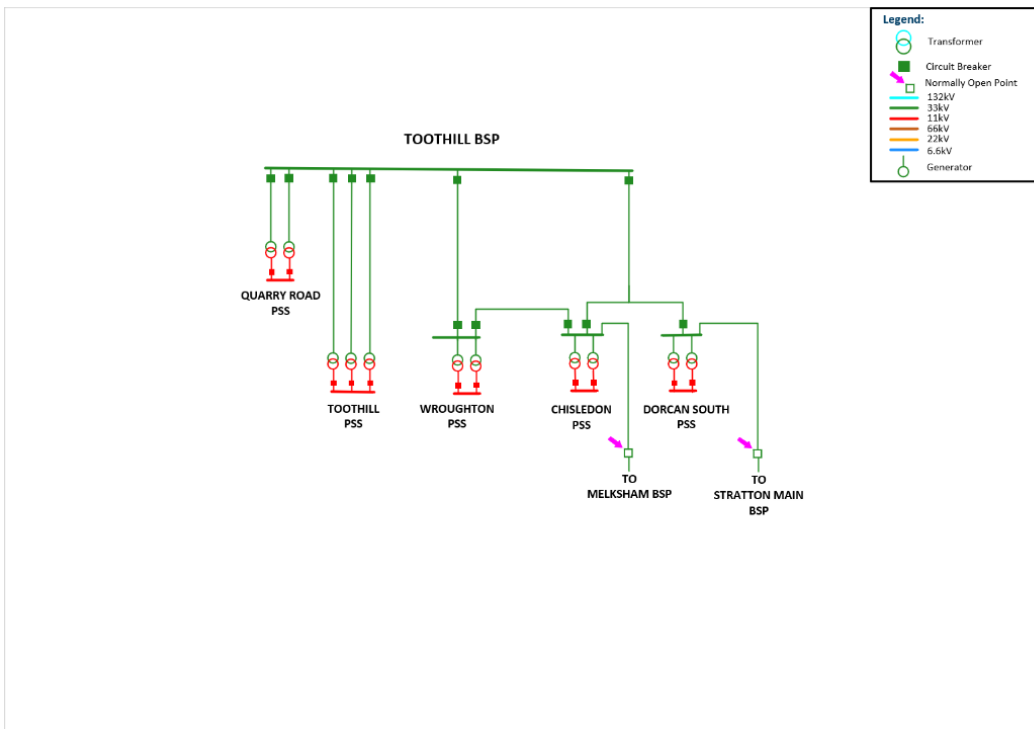 Legend:
Transformer
Circuit Breaker
Normally Open Point
132kV
33kV
11kV
66kV
22kV
6.6kV
Generator
TOOTHILL BSP
QUARRY ROAD
PSS
TOOTHILL
PSS
WROUGHTON
PSS
CHISLEDON
PSS
DORCAN SOUTH
PSS
TO
MELKSHAM BSP
TO
STRATTON MAIN
BSP